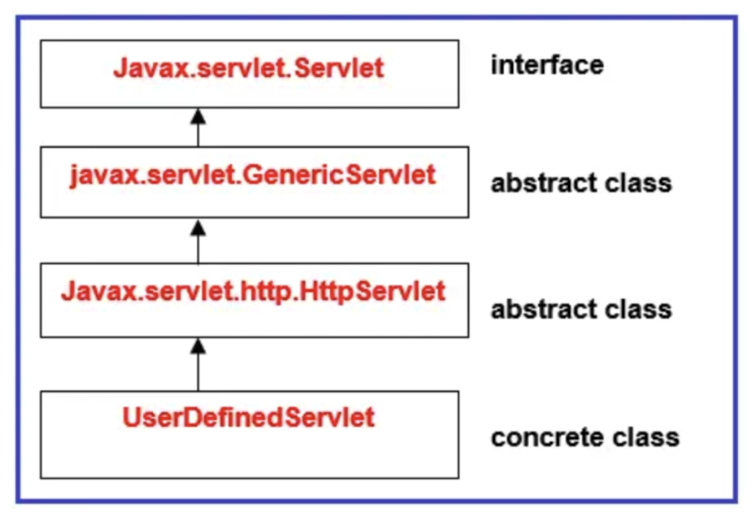 Javax.servlet.Servlet
interface
javax.servlet.GenericServlet
abstract class
Javax.servlet.http.HttpServlet
abstract class
UserDefinedServlet
concrete class